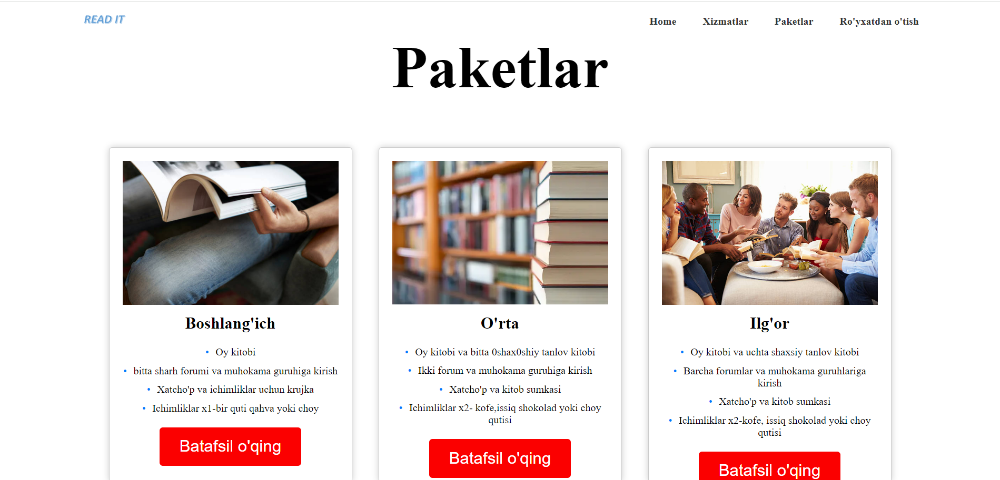 READ IT
Home
Xizmatlar
Paketlar
Ro'yxatdan o'tish
Paketlar
Boshlang'ich
• Oy kitobi
• bitta sharh forumi va muhokama guruhiga kirish
• Xatcho'p va ichimliklar uchun krujka
• Ichimliklar x1-bir quti qahva yoki choy
Batafsil o'qing
O'rta
• Oy kitobi va bitta 0shax0shiy tanlov kitobi
• Ikki forum va muhokama guruhiga kirish
• Xatcho'p va kitob sumkasi
• Ichimliklar x2- kofe,issiq shokolad yoki choy
qutisi
Batafsil o'qing
Ilg'or
• Oy kitobi va uchta shaxsiy tanlov kitobi
• Barcha forumlar va muhokama guruhlariga
kirish
• Xatcho'p va kitob sumkasi
• Ichimliklar x2-kofe, issiq shokolad yoki choy
qutisi
Batafsil o'qing